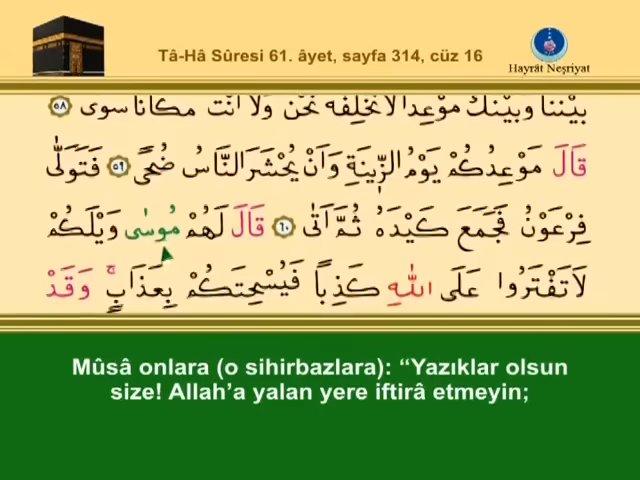 Tâ-Hâ Sûresi 61. âyet, sayfa 314, cüz 16
Hayrât Neşriyat
بَيْنَنَا وَبَيْنَكَ مَوْعِدًا لَا نُخْلِفُهُ نَحْنُ وَلَا أَنْتَ مَكَانًا سُوًى ٥٨
قَالَ مَوْعِدُكُمْ يَوْمُ الزِّينَةِ وَاَنْ يُحْشَرَ النَّاسُ ضُحًى ٥٩ فَتَوَلّٰى
فِرْعَوْنُ فَجَمَعَ كَيْدَهُ ثُمَّ اَتٰى ٦٠ قَالَ لَهُمْ مُوسٰى وَيْلَكُمْ
لَا تَفْتَرُوا عَلَى اللّٰهِ كَذِبًا فَيُسْحِتَكُمْ بِعَذَابٍ ۚ وَقَدْ
Mûsâ onlara (o sihirbazlara): “Yazıklar olsun
size! Allah’a yalan yere iftirâ etmeyin;